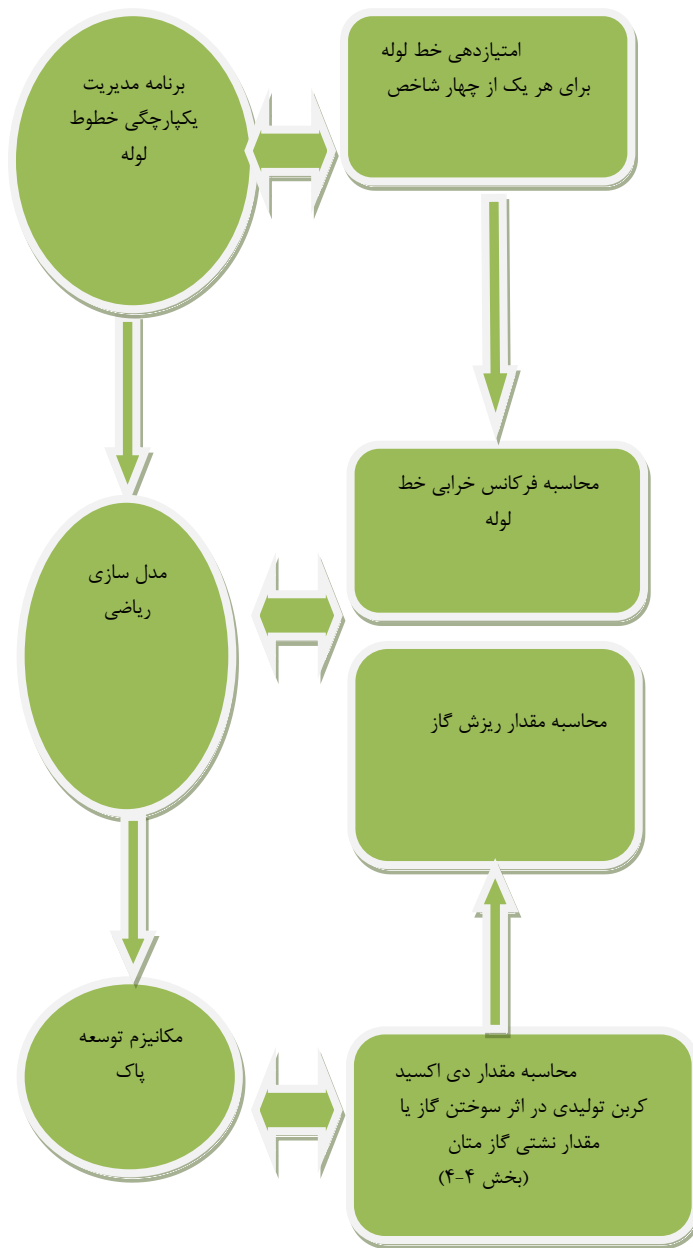 امتیازدهی خط لوله
برای هر یک از چهار شاخص
برنامه مدیریت
یکپارچگی خطوط
لوله
محاسبه فرکانس خرابی خط
لوله
مدل سازی
ریاضی
محاسبه مقدار ریزش گاز
مکانیزم توسعه
پاک
محاسبه مقدار دی اکسید
کربن تولیدی در اثر سوختن گاز یا
مقدار نشتی گاز متان
(بخش ۴-۴)